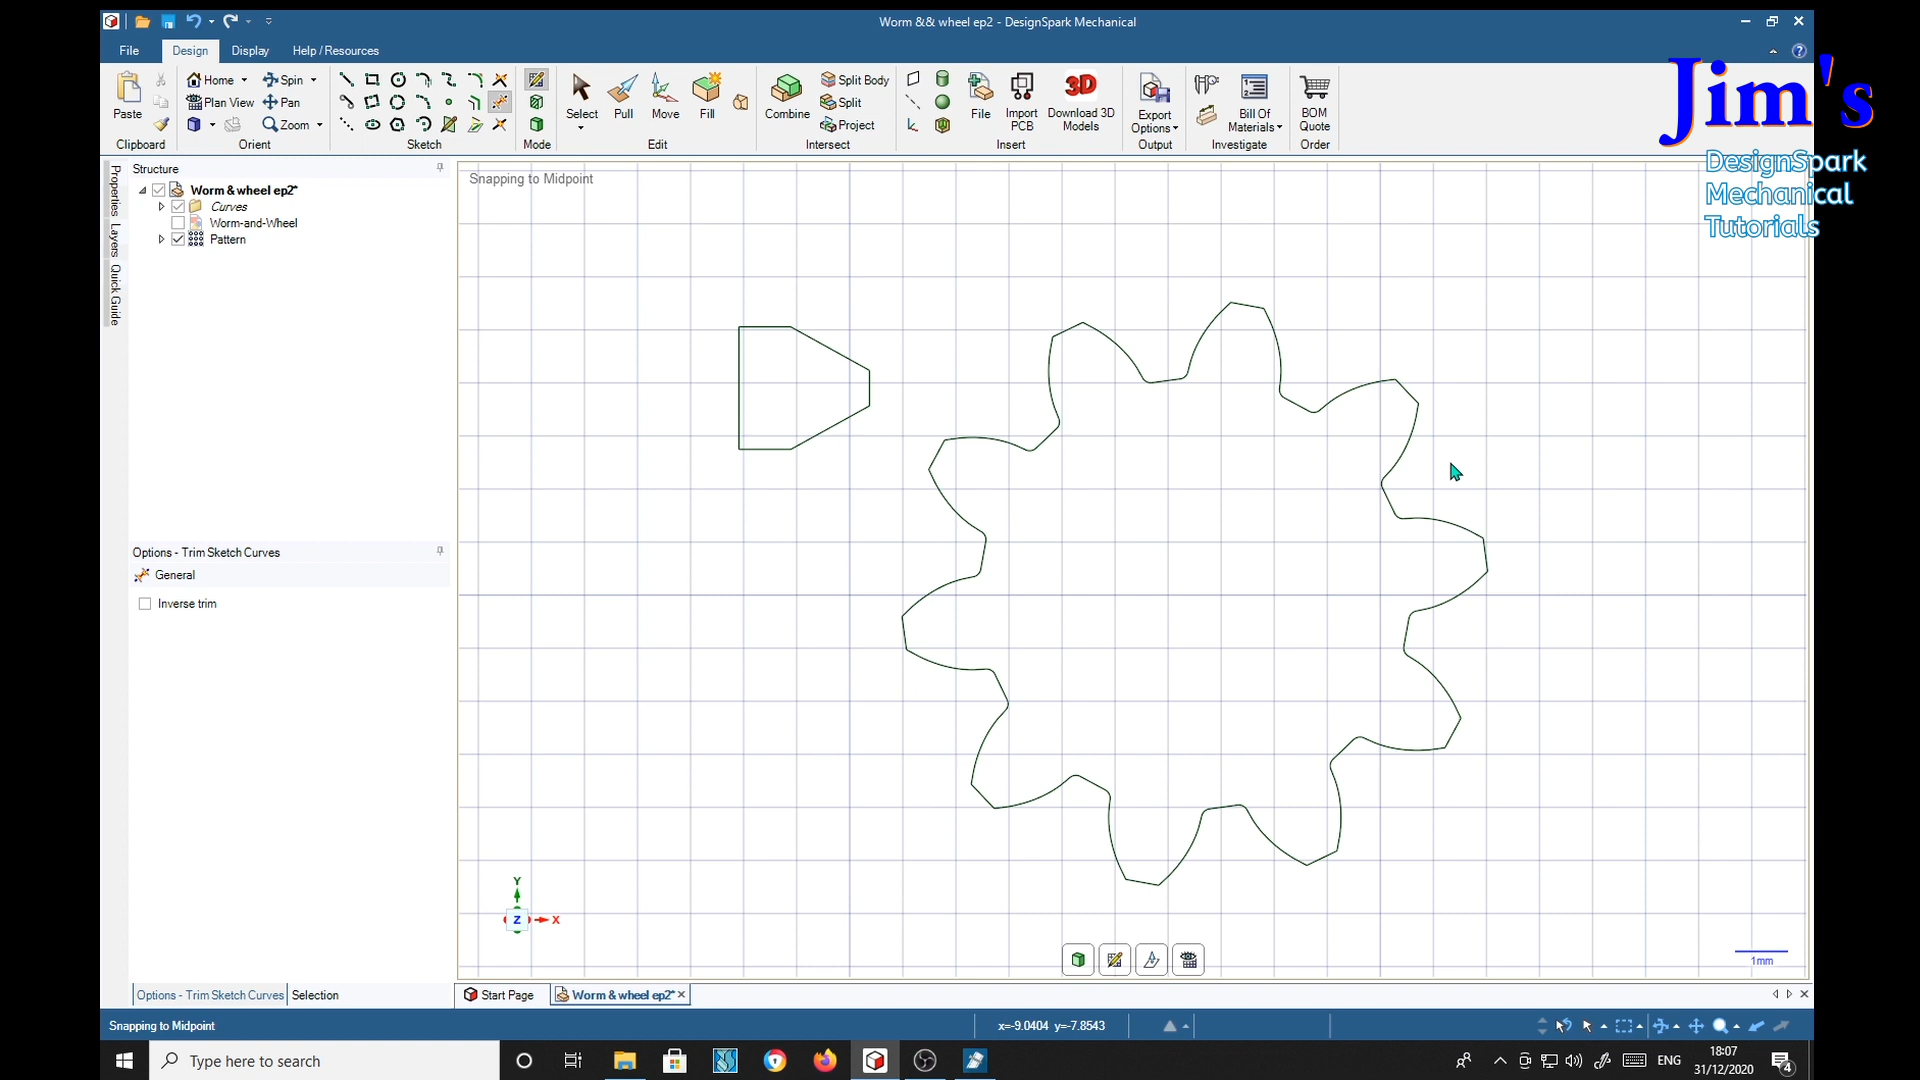 Worm && wheel ep2 - DesignSpark Mechanical
File Design Display Help / Resources
Jim's
DesignSpark
Mechanical
Tutorials
Home Spin
Plan View Pan
Zoom
Paste
Select Pull Move Fill
Combine
Split Body
Split
Project
File
Import
PCB
Download 3D
Models
3D
Export
Options
Bill Of
Materials
BOM
Quote
Clipboard Orient Sketch Mode Edit Intersect Insert Output Investigate Order
Properties
Layers
Quick Guide
Structure
Worm & wheel ep2*
Curves
Worm-and-Wheel
Pattern
Options - Trim Sketch Curves
General
Inverse trim
Snapping to Midpoint
Y
Z
X
1mm
Options - Trim Sketch Curves Selection
Start Page Worm & wheel ep2*
Snapping to Midpoint
x=-9.0404 y=-7.8543
Type here to search
ENG
18:07
31/12/2020
4